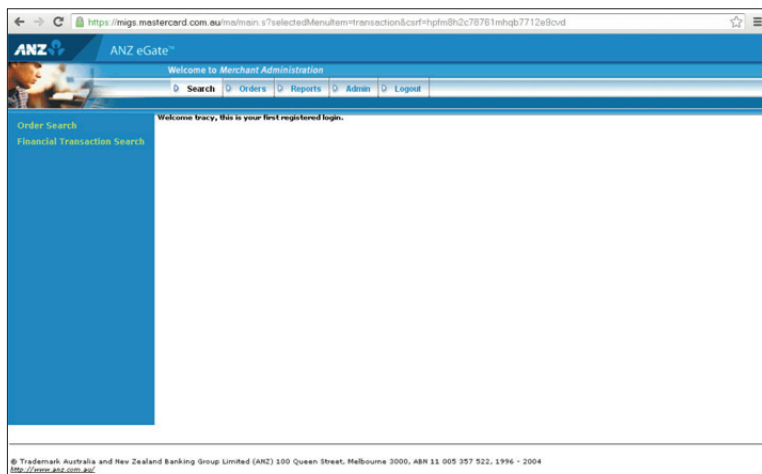 https://migs.mastercard.com.au/ma/main.s?selectedMenuItem=transaction&csrf=hpfm8h2c78761mhqb7712e9cvd
ANZ
ANZ eGate™
Welcome to Merchant Administration
Search Orders Reports Admin Logout
Welcome tracy, this is your first registered login.
Order Search
Financial Transaction Search
© Trademark Australia and New Zealand Banking Group Limited (ANZ) 100 Queen Street, Melbourne 3000, ABN 11 005 357 522, 1996 - 2004
http://www.anz.com.au/